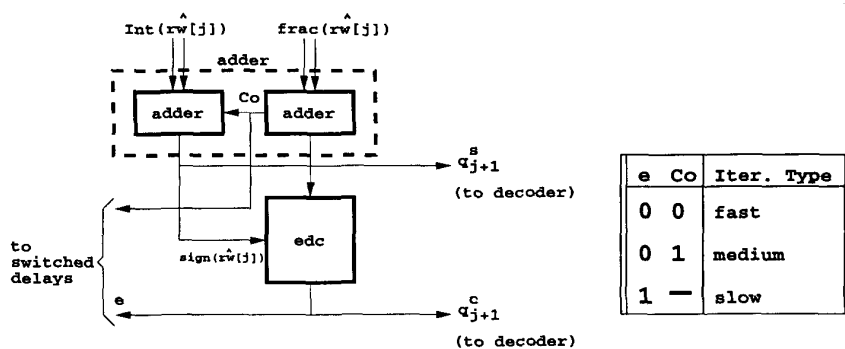 Int(rŵ[j])
frac(rŵ[j])
adder
Co
adder
adder
q^s_{j+1}
(to decoder)
to
switched
delays
sign(rŵ[j])
edc
e
q^c_{j+1}
(to decoder)
e Co Iter. Type
0 0 fast
0 1 medium
1 — slow